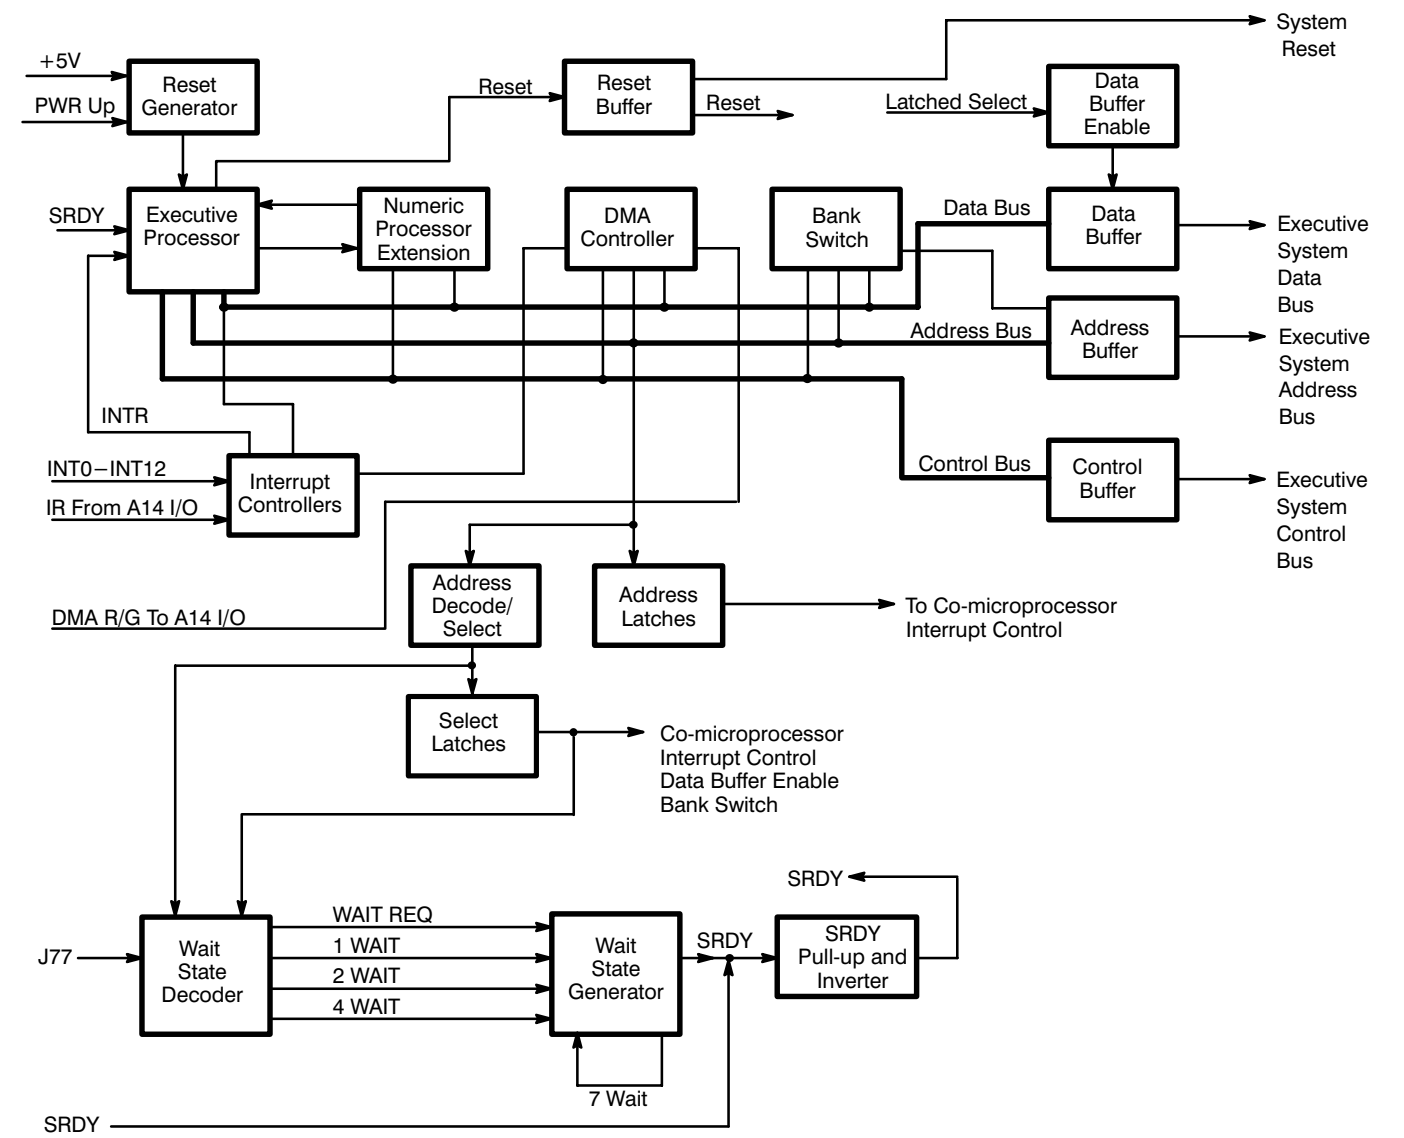 System
Reset
+5V
PWR Up
Reset
Generator
Reset
Reset
Buffer
Reset
Latched Select
Data
Buffer
Enable
SRDY
Executive
Processor
Numeric
Processor
Extension
DMA
Controller
Bank
Switch
Data Bus
Data
Buffer
Executive
System
Data
Bus
Address Bus
Address
Buffer
Executive
System
Address
Bus
INTR
INT0–INT12
IR From A14 I/O
Interrupt
Controllers
Control Bus
Control
Buffer
Executive
System
Control
Bus
DMA R/G To A14 I/O
Address
Decode/
Select
Address
Latches
To Co-microprocessor
Interrupt Control
Select
Latches
Co-microprocessor
Interrupt Control
Data Buffer Enable
Bank Switch
SRDY
J77
Wait
State
Decoder
WAIT REQ
1 WAIT
2 WAIT
4 WAIT
Wait
State
Generator
SRDY
SRDY
Pull-up and
Inverter
7 Wait
SRDY